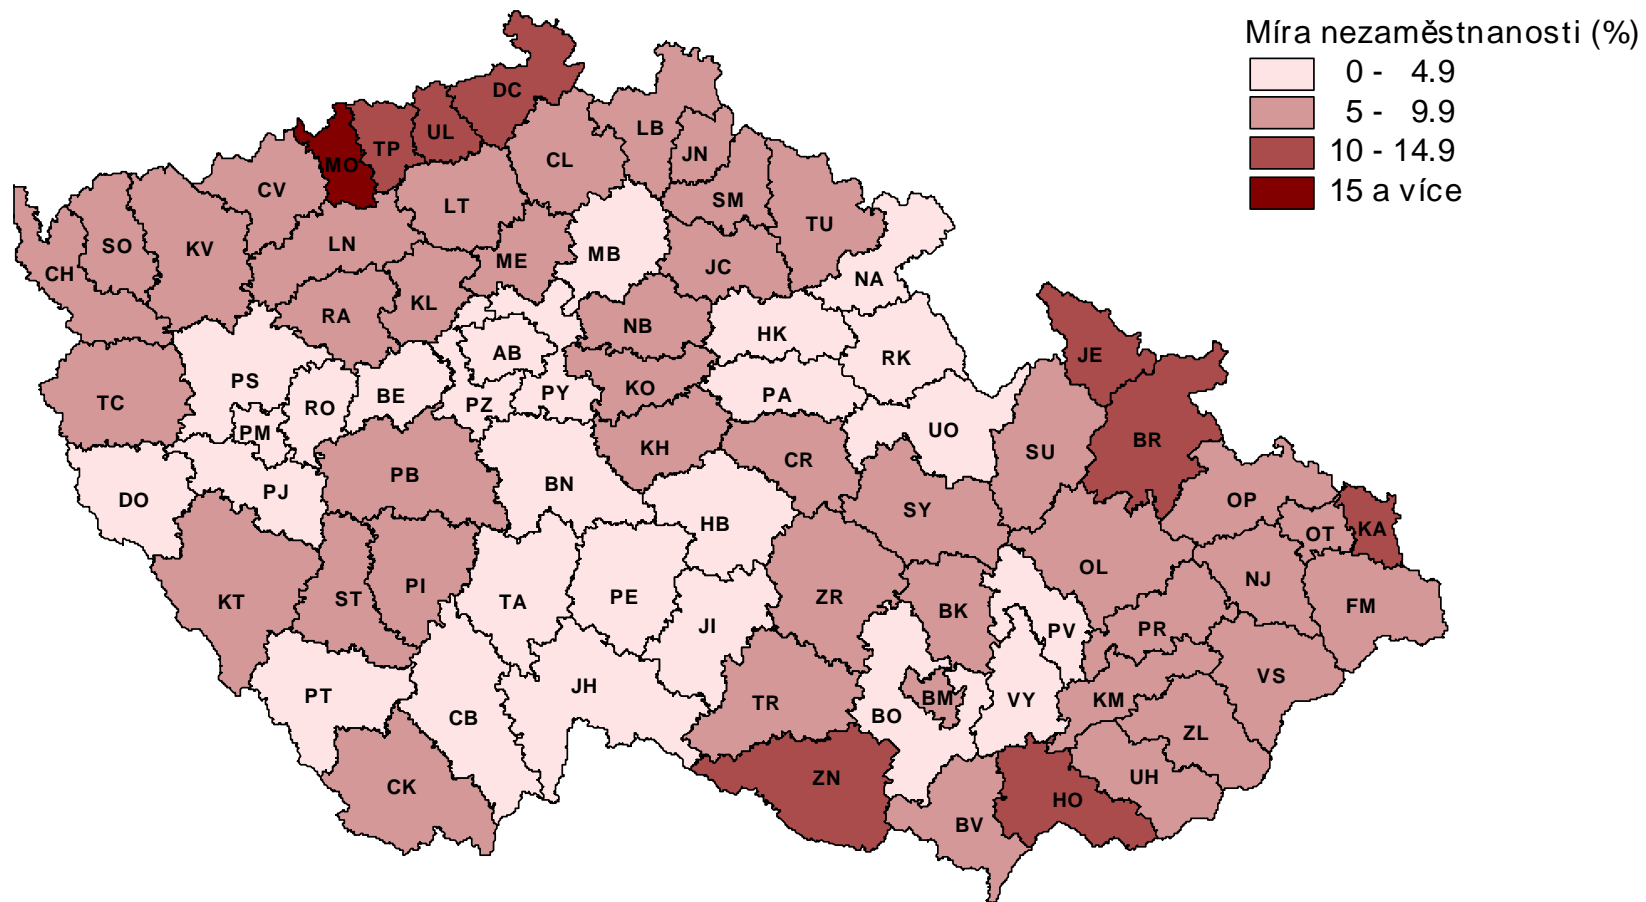 Míra nezaměstnanosti (%)
0 - 4.9
5 - 9.9
10 - 14.9
15 a více
DC
UL
TP
MO
LB
JN
CL
CV
LT
SM
TU
SO
KV
LN
CH
ME
MB
JC
NA
RA
KL
NB
HK
AB
RK
JE
PS
TC
RO
BE
PZ
PY
KO
PA
PM
UO
BR
KH
CR
SU
PB
PJ
DO
BN
OP
HB
SY
OT
KA
OL
NJ
KT
ST
PI
TA
PE
ZR
BK
FM
JI
PV
PR
VS
PT
JH
TR
BM
VY
KM
CB
BO
ZL
UH
CK
ZN
HO
BV